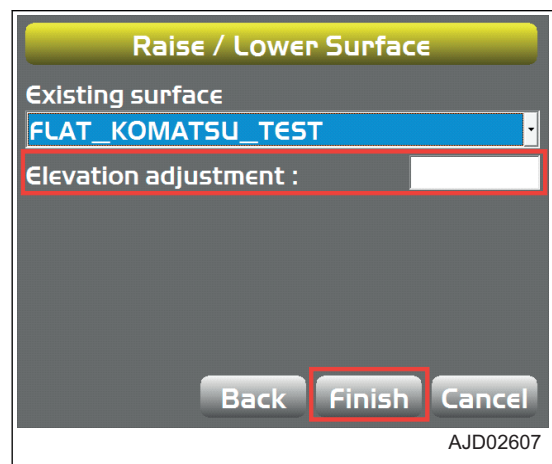 Raise / Lower Surface
Existing surface
FLAT_KOMATSU_TEST
Elevation adjustment :
Back Finish Cancel
AJD02607